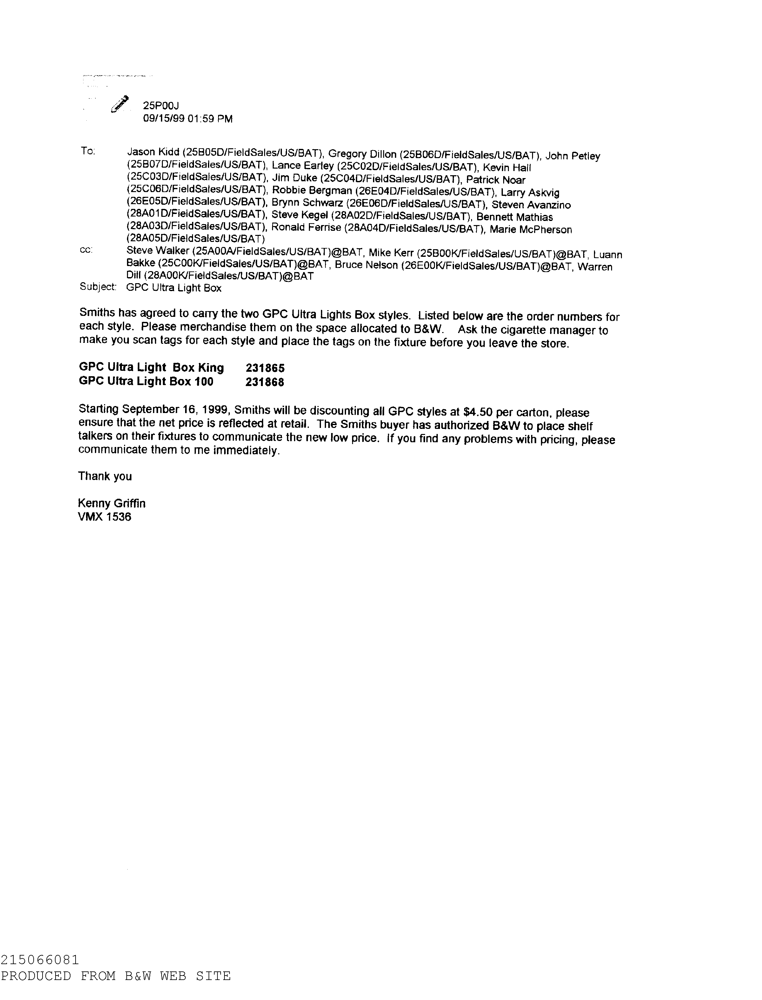 25P00J
09/15/99 01:59 PM
To: Jason Kidd (25B05D/FieldSales/US/BAT), Gregory Dillon (25B06D/FieldSales/US/BAT), John Petley
(25B07D/FieldSales/US/BAT), Lance Earley (25C02D/FieldSales/US/BAT), Kevin Hall
(25C03D/FieldSales/US/BAT), Jim Duke (25C04D/FieldSales/US/BAT), Patrick Noar
(25C06D/FieldSales/US/BAT), Robbie Bergman (26E04D/FieldSales/US/BAT), Larry Askvig
(26E05D/FieldSales/US/BAT), Brynn Schwarz (26E06D/FieldSales/US/BAT), Steven Avanzino
(28A01D/FieldSales/US/BAT), Steve Kegel (28A02D/FieldSales/US/BAT), Bennett Mathias
(28A03D/FieldSales/US/BAT), Ronald Ferrise (28A04D/FieldSales/US/BAT), Marie McPherson
(28A05D/FieldSales/US/BAT)
cc: Steve Walker (25A00A/FieldSales/US/BAT)@BAT, Mike Kerr (25B00K/FieldSales/US/BAT)@BAT, Luann
Bakke (25C00K/FieldSales/US/BAT)@BAT, Bruce Nelson (26E00K/FieldSales/US/BAT)@BAT, Warren
Dill (28A00K/FieldSales/US/BAT)@BAT
Subject: GPC Ultra Light Box
Smiths has agreed to carry the two GPC Ultra Lights Box styles. Listed below are the order numbers for
each style. Please merchandise them on the space allocated to B&W. Ask the cigarette manager to
make you scan tags for each style and place the tags on the fixture before you leave the store.
GPC Ultra Light Box King 231865
GPC Ultra Light Box 100 231868
Starting September 16, 1999, Smiths will be discounting all GPC styles at $4.50 per carton, please
ensure that the net price is reflected at retail. The Smiths buyer has authorized B&W to place shelf
talkers on their fixtures to communicate the new low price. If you find any problems with pricing, please
communicate them to me immediately.
Thank you
Kenny Griffin
VMX 1536
215066081
PRODUCED FROM B&W WEB SITE